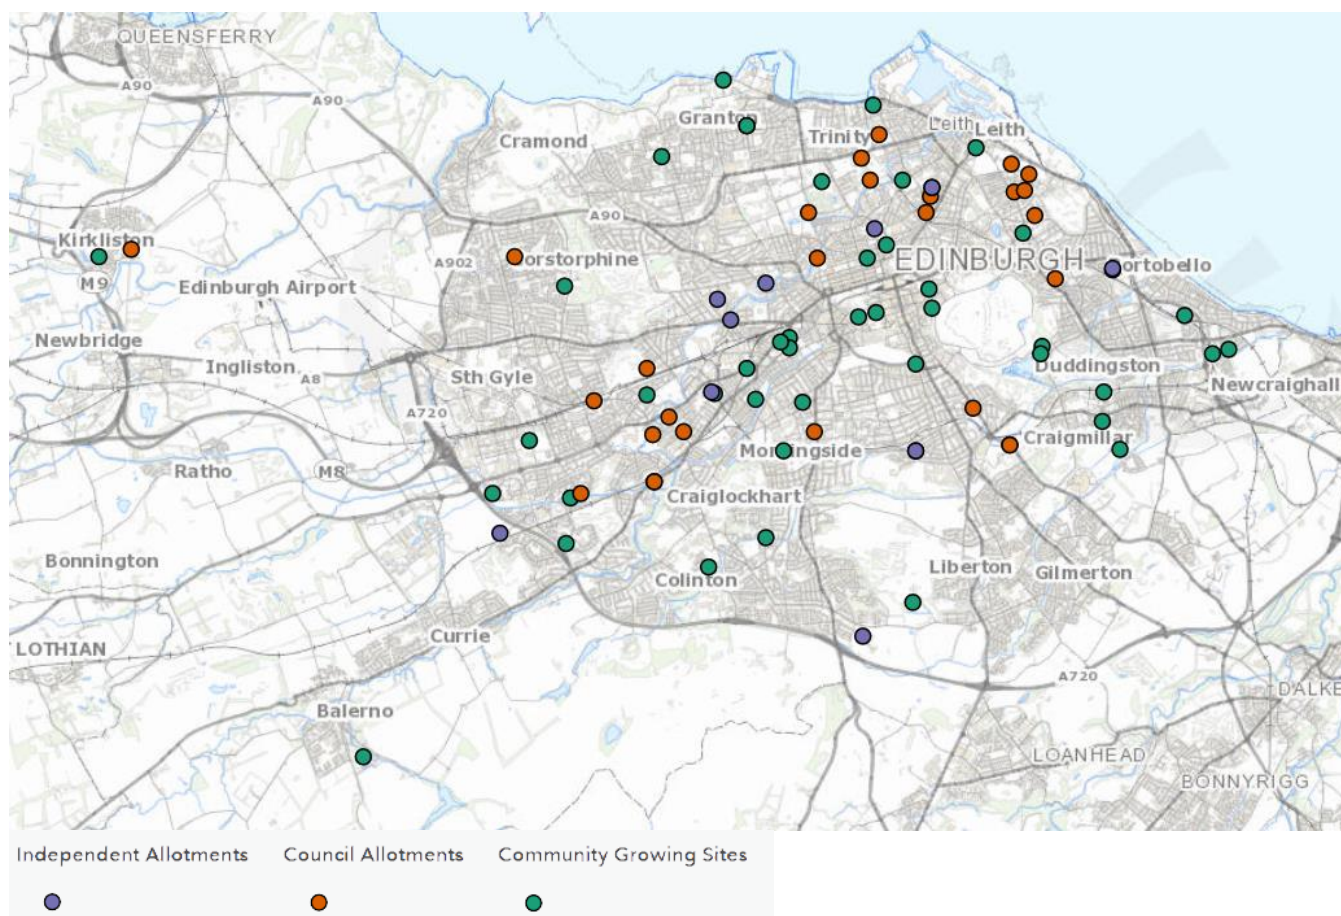 QUEENSFERRY
A90
A90
Cramond
Granton
Trinity
Leith
Leith
Kirkliston
A90
A902
orstorphine
EDINBURGH
ortobello
M9
Edinburgh Airport
Newbridge
Ingliston
A8
Sth Gyle
Duddingston
Newcraighall
A720
Ratho
M8
Morningside
Craigmillar
Craiglockhart
Bonnington
Colinton
Liberton
Gilmerton
Currie
LOTHIAN
A720
DALKE
Balerno
LOANHEAD
BONNYRIGG
Independent Allotments Council Allotments Community Growing Sites